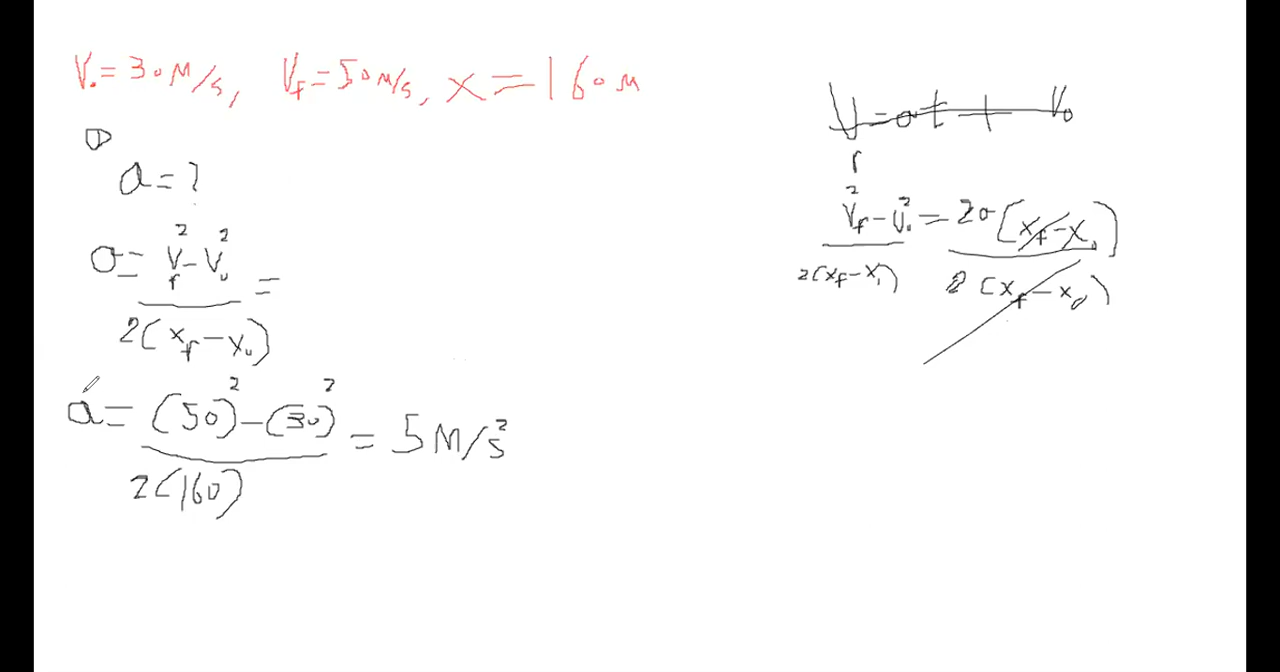 V₀ = 30 M/s, Vf = 50 M/s, x = 160 M
①
a = ?
a = Vf² - V₀² =
2(xf - x₀)
a = (50)² - (30)² = 5 M/s²
2(160)
Vf = at + V₀
Vf² - V₀² = 2a(xf - x₀)
2(xf - x₀) 2(xf - x₀)